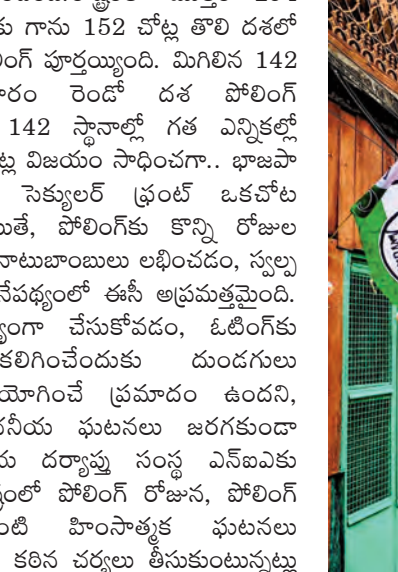 కు గాను 152 చోట్ల తొలి దశలో
పూర్తయ్యింది. మిగిలిన 142
రెండో దశ పోలింగ్
142 స్థానాల్లో గత ఎన్నికల్లో
విజయం సాధించగా.. భాజపా
సెక్యులర్ ఫ్రంట్ ఒకచోట
పోలింగ్‌కు కొన్ని రోజుల
నాటుబాంబులు లభించడం, స్వల్ప
నేపథ్యంలో ఈసీ అప్రమత్తమైంది.
చేసుకోవడం, ఓటింగ్‌కు
కలిగించేందుకు దుండగులు
ప్రమాదం ఉందని,
ఘటనలు జరగకుండా
దర్యాప్తు సంస్థ ఎన్ఐఏకు
పోలింగ్ రోజున, పోలింగ్
హింసాత్మక ఘటనలు
కఠిన చర్యలు తీసుకుంటున్నట్లు